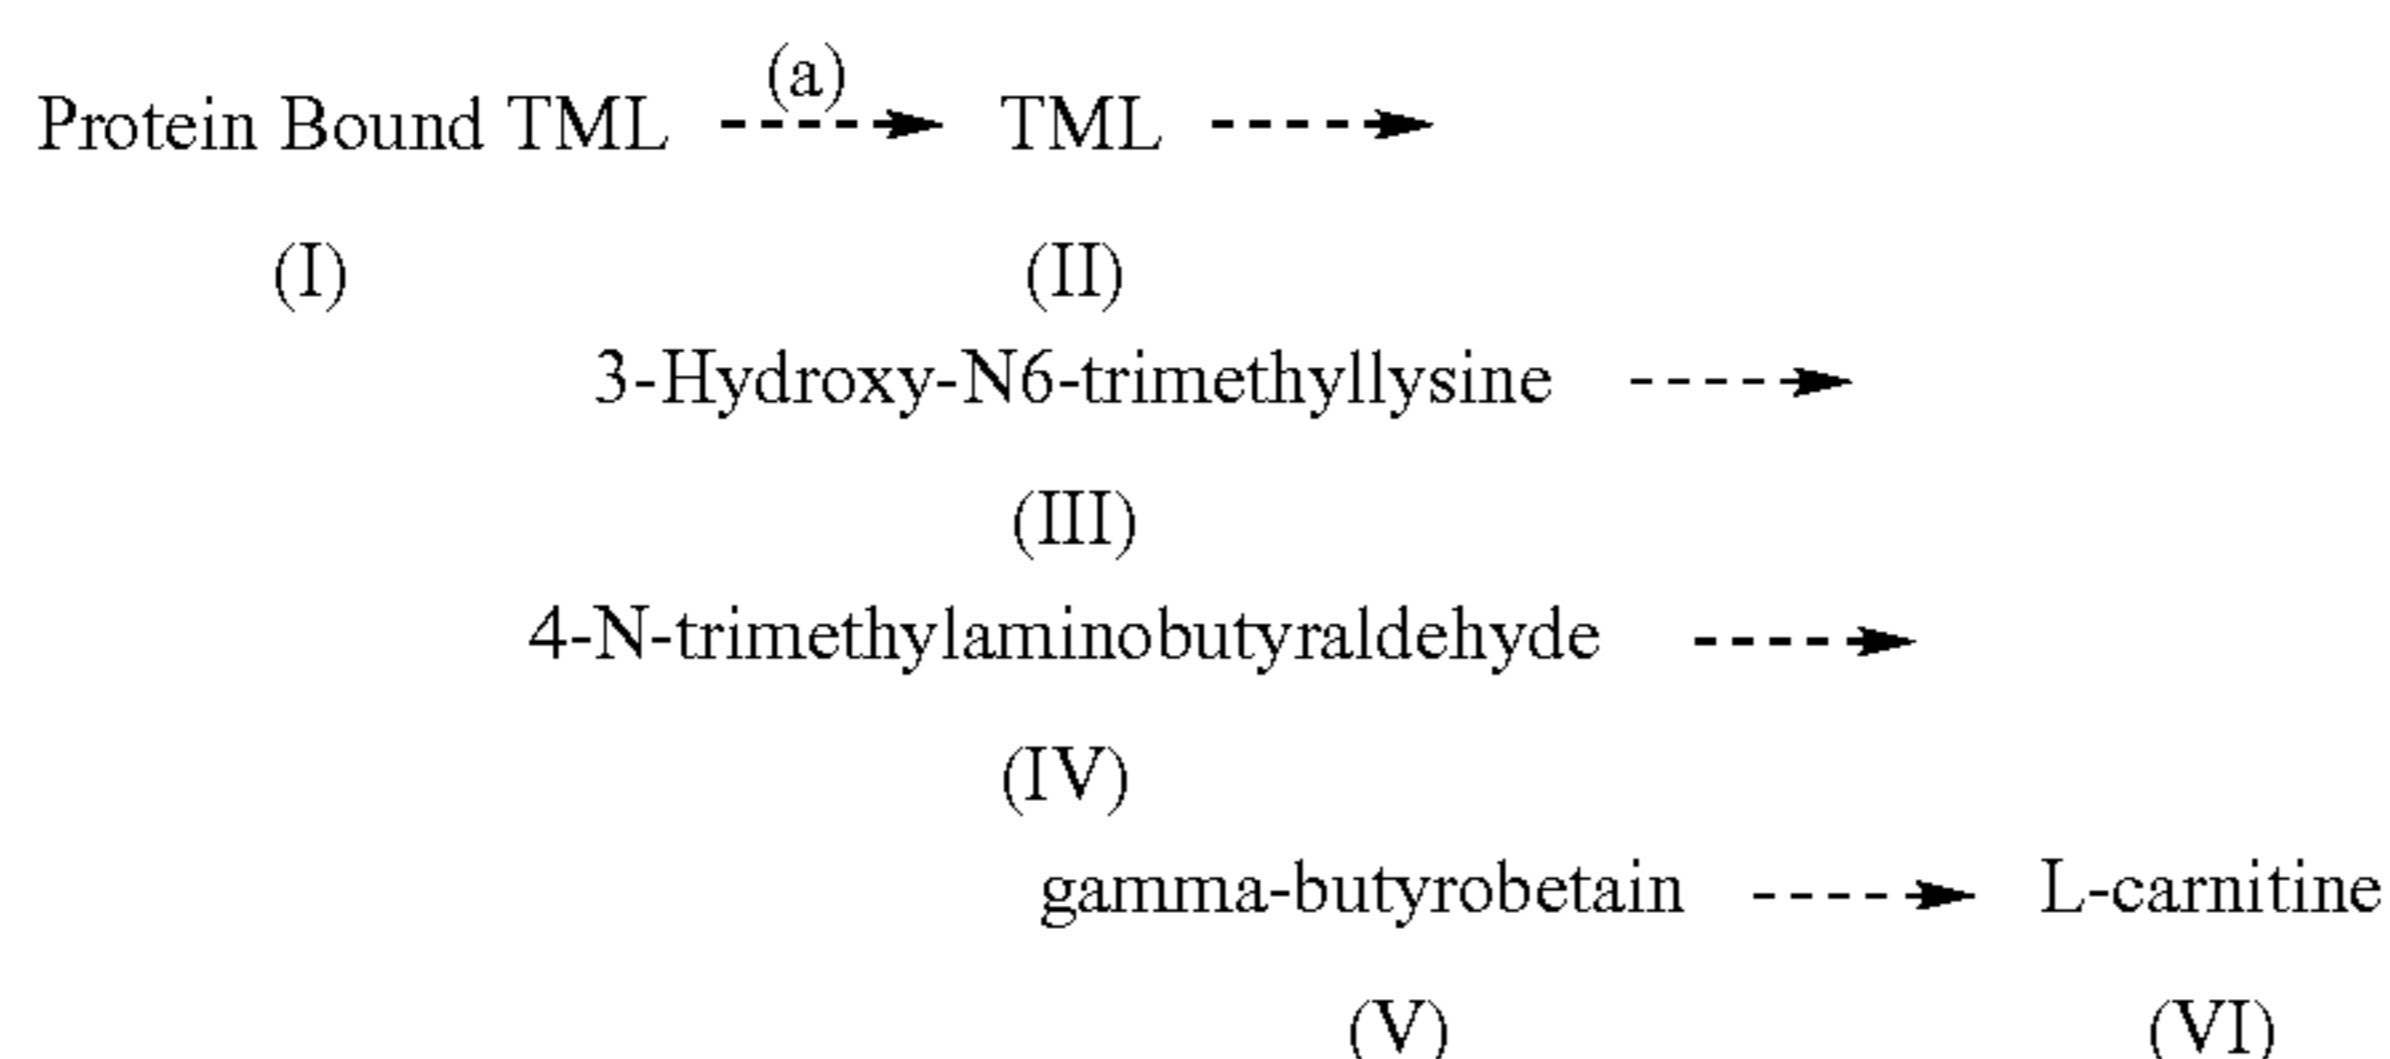 (a)
Protein Bound TML TML
(I) (II)
3-Hydroxy-N6-trimethyllysine
(III)
4-N-trimethylaminobutyraldehyde
(IV)
gamma-butyrobetain L-carnitine
(V) (VI)